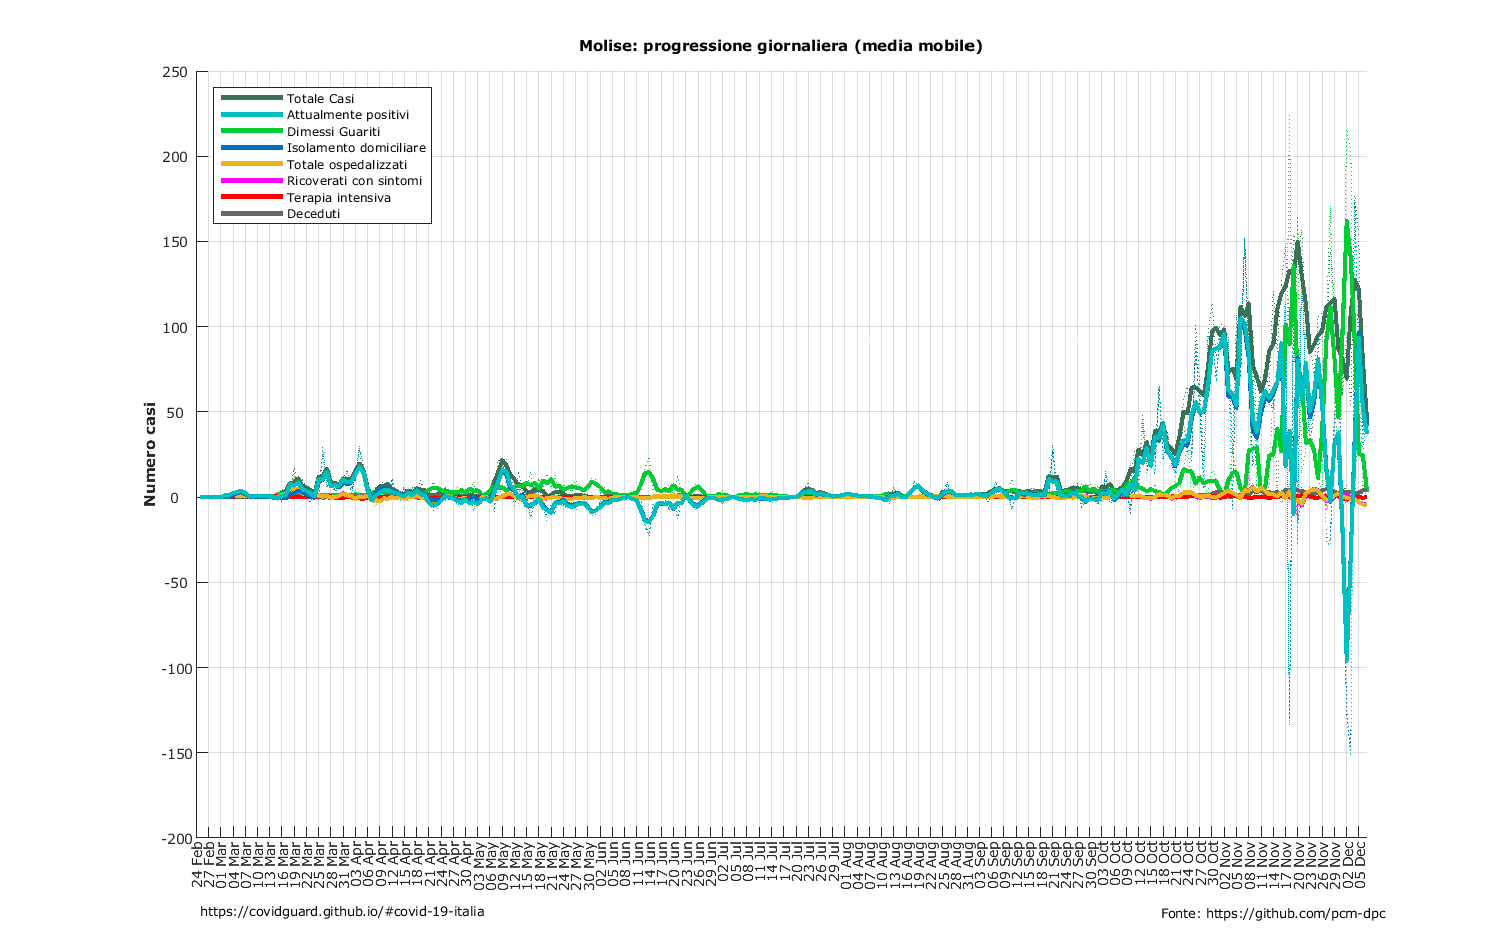 Molise: progressione giornaliera (media mobile)
250
200
150
100
50
0
-50
-100
-150
-200
Numero casi
Totale Casi
Attualmente positivi
Dimessi Guariti
Isolamento domiciliare
Totale ospedalizzati
Ricoverati con sintomi
Terapia intensiva
Deceduti
24 Feb
27 Feb
01 Mar
04 Mar
07 Mar
10 Mar
13 Mar
16 Mar
19 Mar
22 Mar
25 Mar
28 Mar
31 Mar
03 Apr
06 Apr
09 Apr
12 Apr
15 Apr
18 Apr
21 Apr
24 Apr
27 Apr
30 Apr
03 May
06 May
09 May
12 May
15 May
18 May
21 May
24 May
27 May
30 May
02 Jun
05 Jun
08 Jun
11 Jun
14 Jun
17 Jun
20 Jun
23 Jun
26 Jun
29 Jun
02 Jul
05 Jul
08 Jul
11 Jul
14 Jul
17 Jul
20 Jul
23 Jul
26 Jul
29 Jul
01 Aug
04 Aug
07 Aug
10 Aug
13 Aug
16 Aug
19 Aug
22 Aug
25 Aug
28 Aug
31 Aug
03 Sep
06 Sep
09 Sep
12 Sep
15 Sep
18 Sep
21 Sep
24 Sep
27 Sep
30 Sep
03 Oct
06 Oct
09 Oct
12 Oct
15 Oct
18 Oct
21 Oct
24 Oct
27 Oct
30 Oct
02 Nov
05 Nov
08 Nov
11 Nov
14 Nov
17 Nov
20 Nov
23 Nov
26 Nov
29 Nov
02 Dec
05 Dec
https://covidguard.github.io/#covid-19-italia
Fonte: https://github.com/pcm-dpc